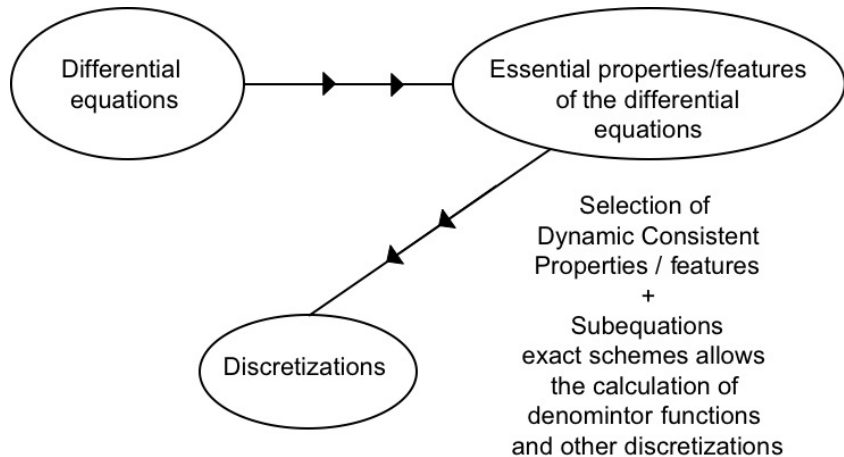 Differential
equations
Essential properties/features
of the differential
equations
Selection of
Dynamic Consistent
Properties / features
+
Subequations
exact schemes allows
the calculation of
denomintor functions
and other discretizations
Discretizations